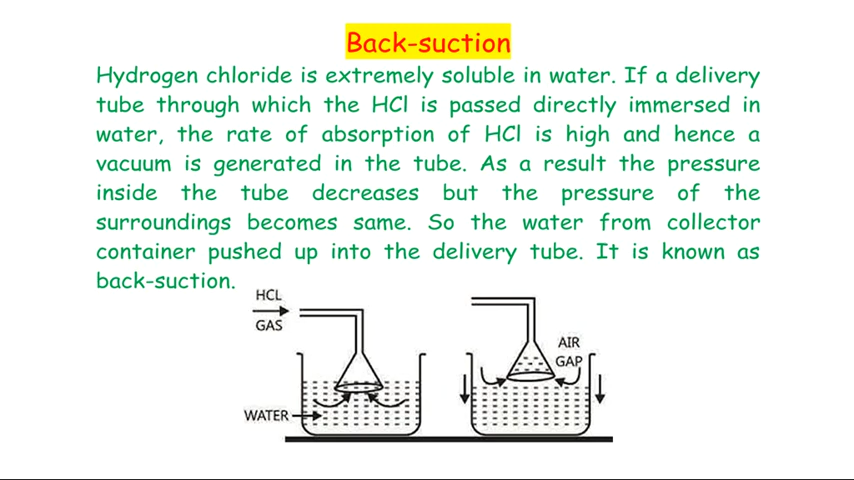 Back-suction
Hydrogen chloride is extremely soluble in water. If a delivery
tube through which the HCl is passed directly immersed in
water, the rate of absorption of HCl is high and hence a
vacuum is generated in the tube. As a result the pressure
inside the tube decreases but the pressure of the
surroundings becomes same. So the water from collector
container pushed up into the delivery tube. It is known as
back-suction.
HCL
GAS
AIR
GAP
WATER